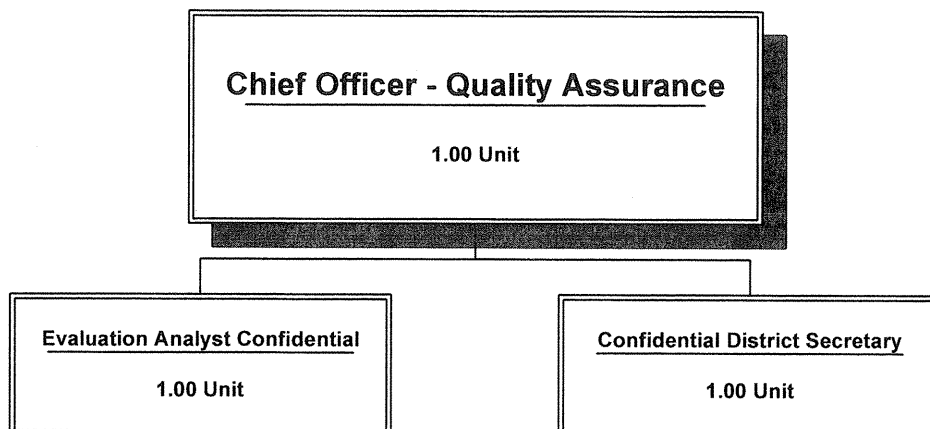 Chief Officer - Quality Assurance
1.00 Unit
Evaluation Analyst Confidential
1.00 Unit
Confidential District Secretary
1.00 Unit